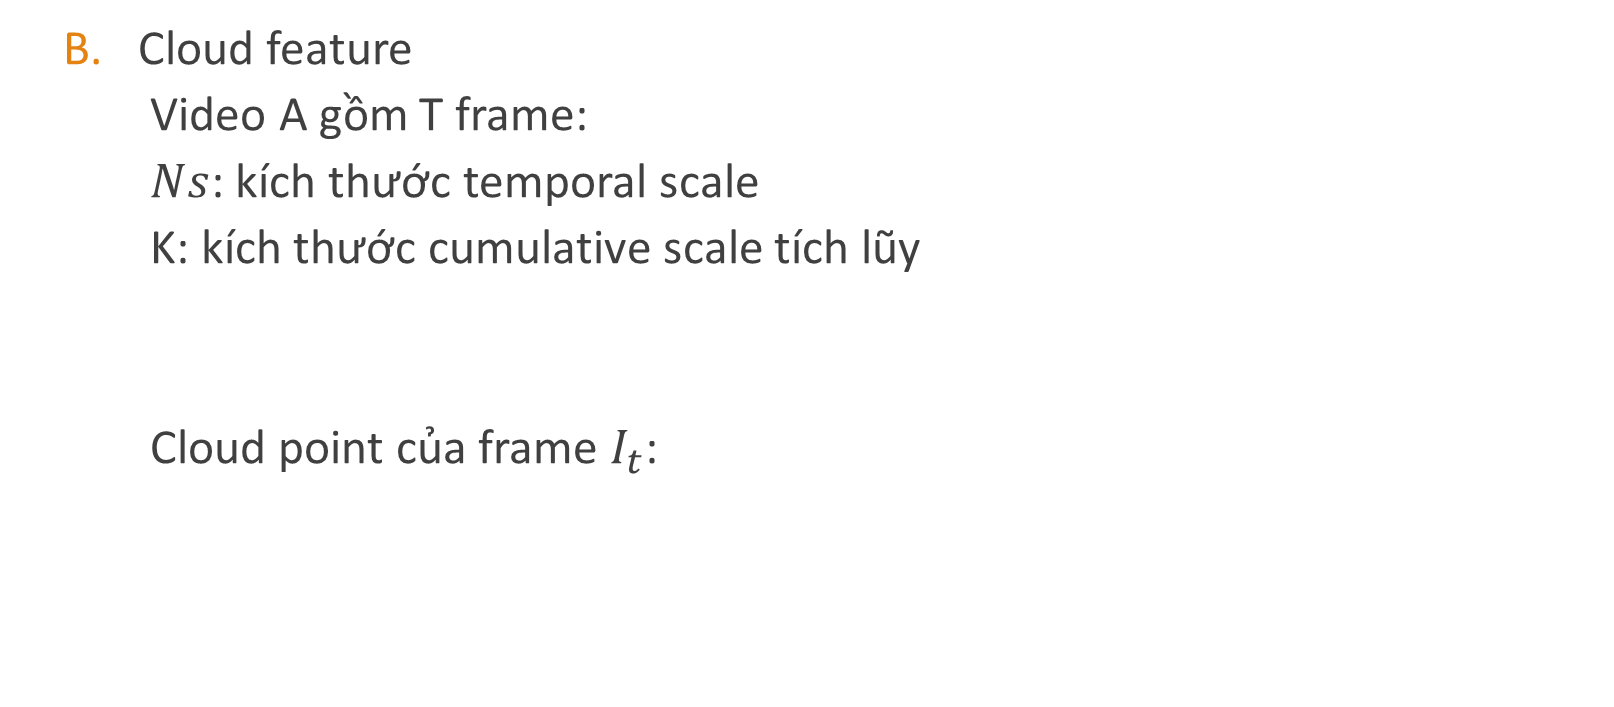 B. Cloud feature
Video A gồm T frame:
Ns: kích thước temporal scale
K: kích thước cumulative scale tích lũy
Cloud point của frame I_t: